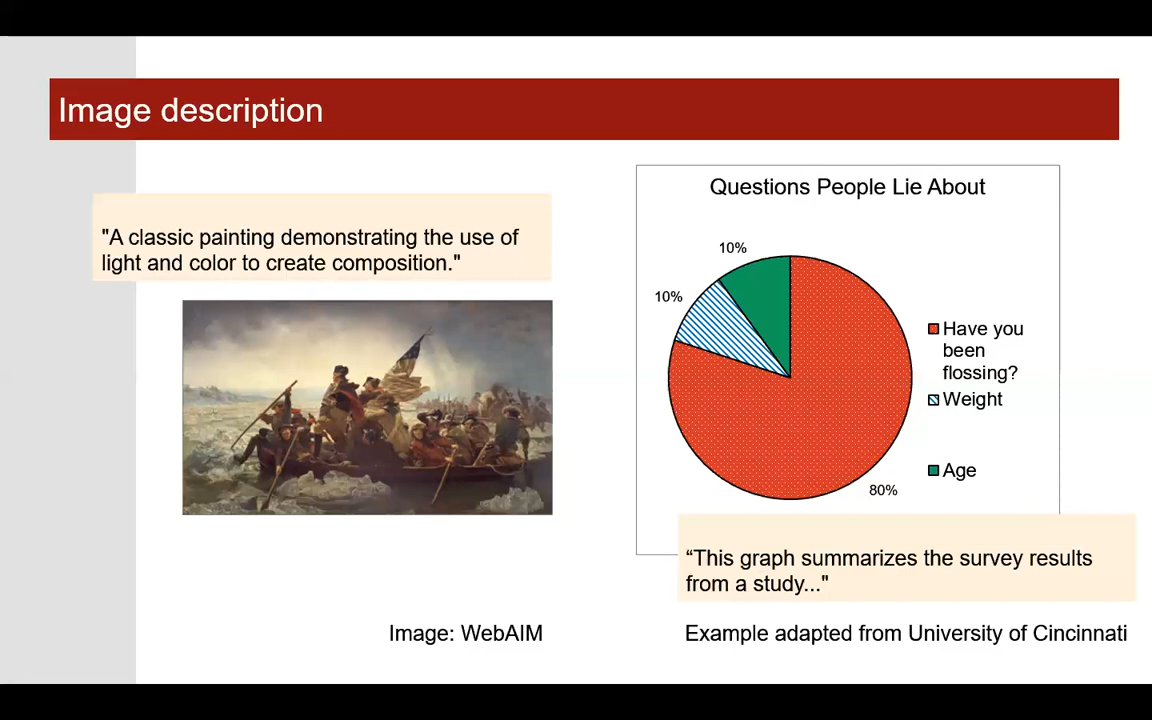 Image description
"A classic painting demonstrating the use of
light and color to create composition."
Questions People Lie About
10%
10%
Have you
been
flossing?
Weight
Age
80%
“This graph summarizes the survey results
from a study..."
Image: WebAIM
Example adapted from University of Cincinnati